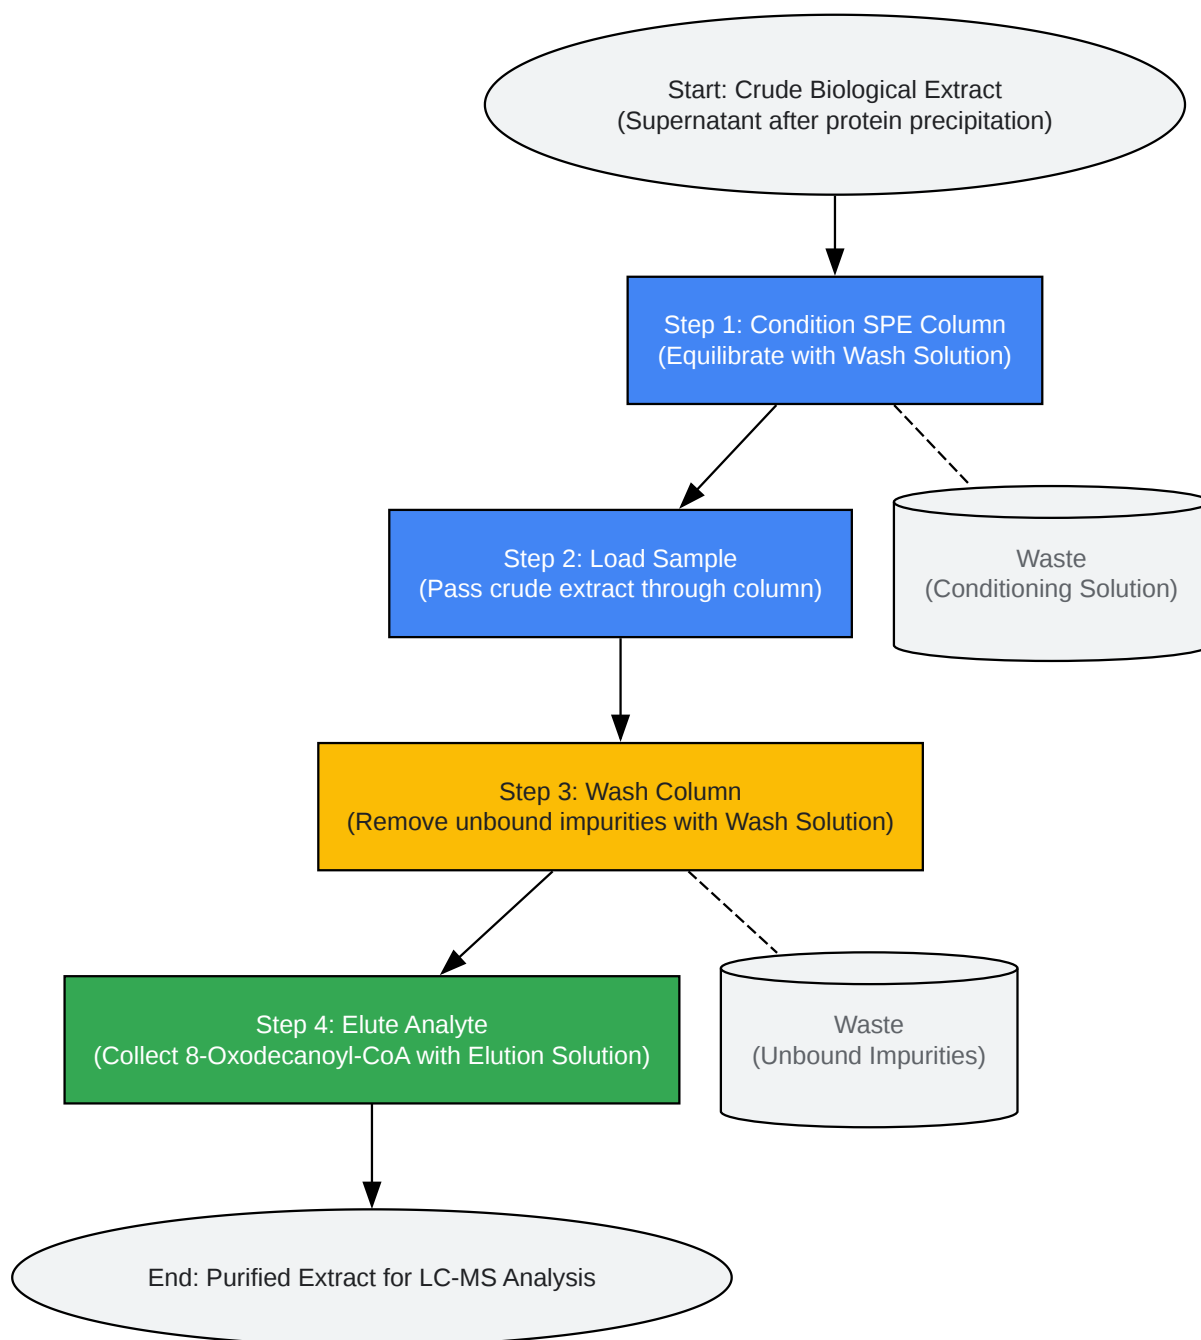 Start: Crude Biological Extract
(Supernatant after protein precipitation)
Step 1: Condition SPE Column
(Equilibrate with Wash Solution)
Step 2: Load Sample
(Pass crude extract through column)
Waste
(Conditioning Solution)
Step 3: Wash Column
(Remove unbound impurities with Wash Solution)
Step 4: Elute Analyte
(Collect 8-Oxodecanoyl-CoA with Elution Solution)
Waste
(Unbound Impurities)
End: Purified Extract for LC-MS Analysis